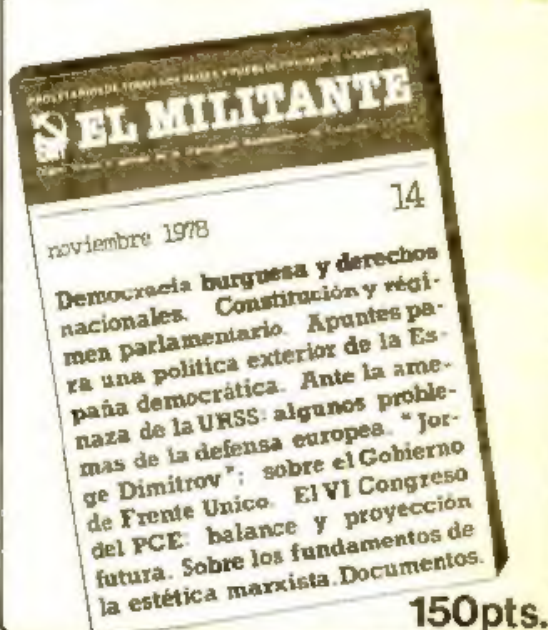 EL MILITANTE
14
noviembre 1978
Democracia burguesa y derechos
nacionales. Constitución y régi-
men parlamentario. Apuntes pa-
ra una política exterior de la Es-
paña democrática. Ante la ame-
naza de la URSS: algunos proble-
mas de la defensa europea. "Jor-
ge Dimitrov": sobre el Gobierno
de Frente Unico. El VI Congreso
del PCE: balance y proyección
futura. Sobre los fundamentos de
la estética marxista. Documentos.
150pts.